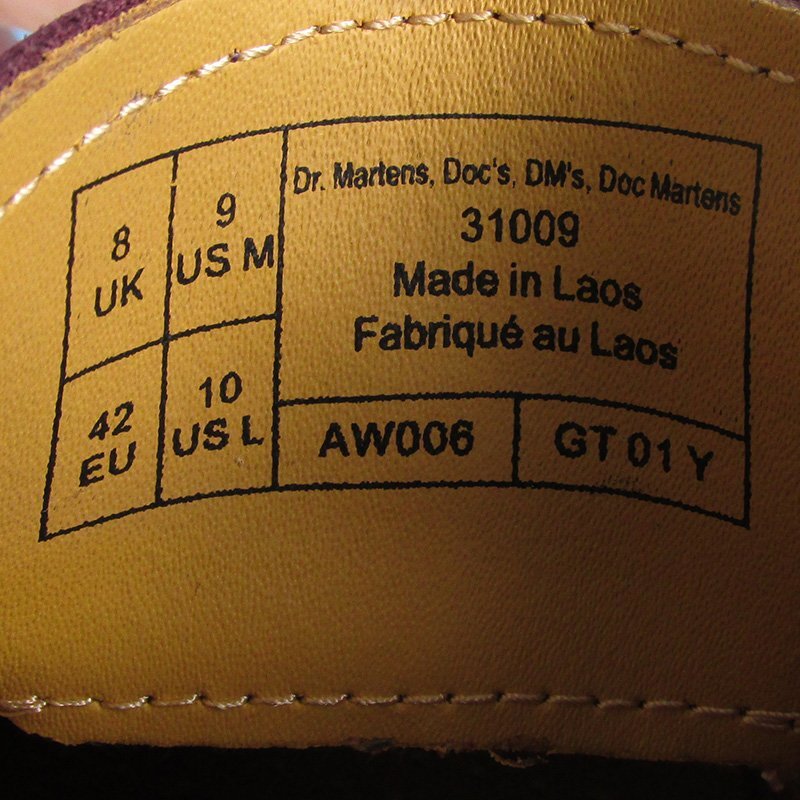 8
UK
9
US M
42
EU
10
US L
Dr. Martens, Doc's, DM's, Doc Martens
31009
Made in Laos
Fabriqué au Laos
AW006
GT 01 Y